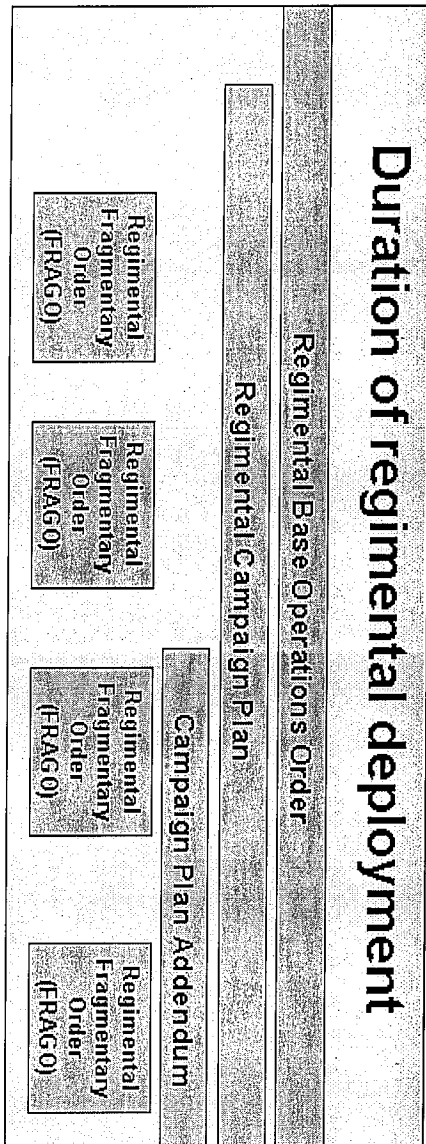 Duration of regimental deployment
Regimental Base Operations Order
Regimental Campaign Plan
Campaign Plan Addendum
Regimental
Fragmentary
Order
(FRAGO)
Regimental
Fragmentary
Order
(FRAGO)
Regimental
Fragmentary
Order
(FRAGO)
Regimental
Fragmentary
Order
(FRAGO)